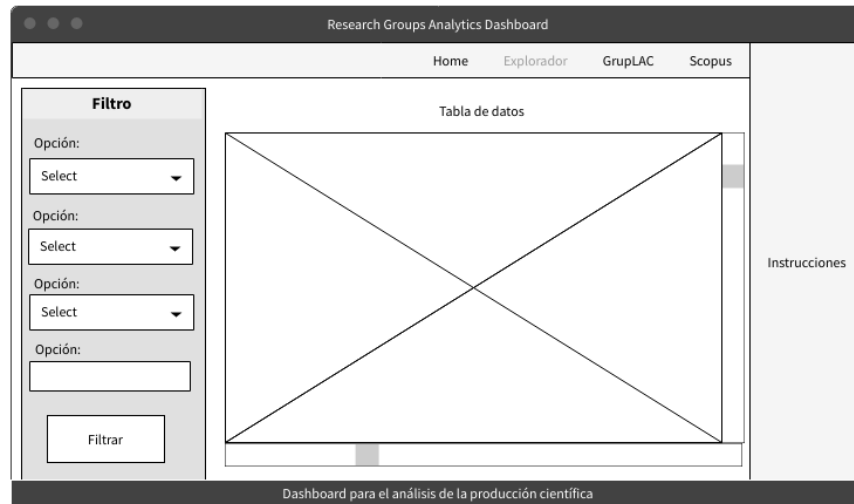 Research Groups Analytics Dashboard
Home Explorador GrupLAC Scopus
Filtro
Opción:
Select
Opción:
Select
Opción:
Select
Opción:
Filtrar
Tabla de datos
Instrucciones
Dashboard para el análisis de la producción científica